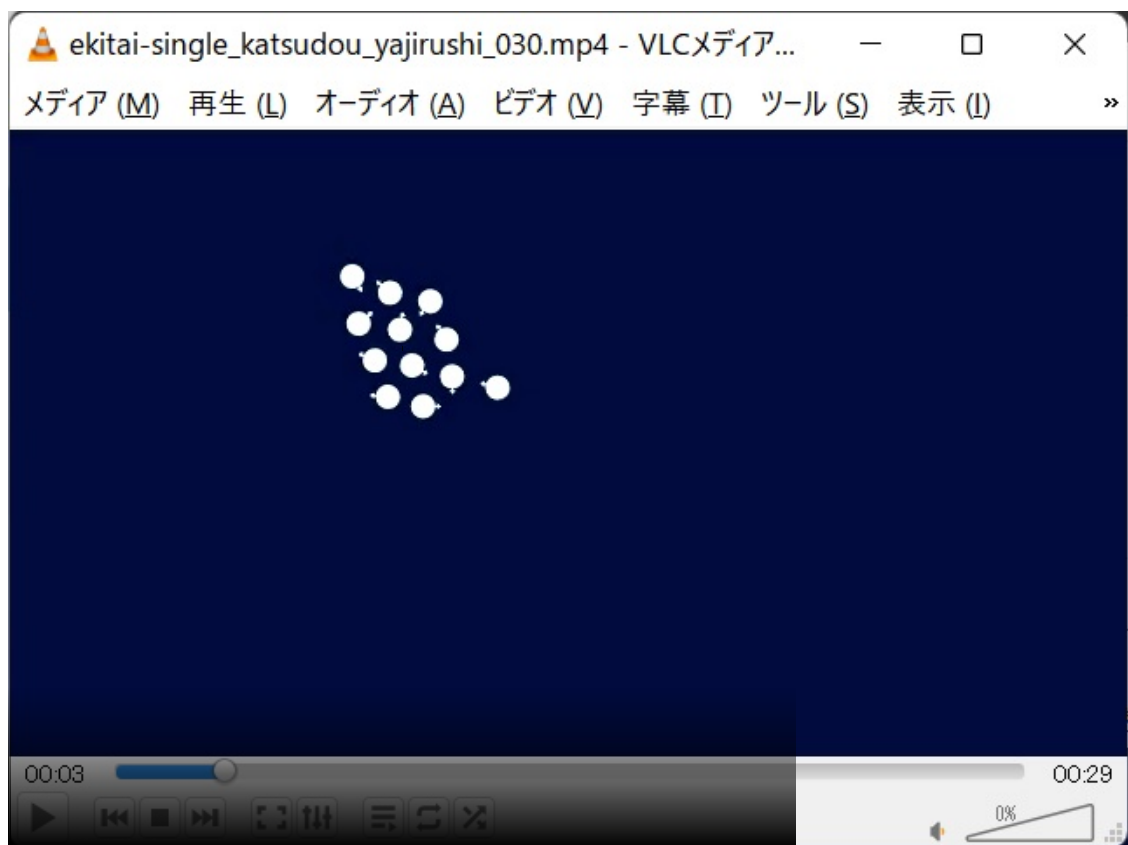 ekitai-single_katsudou_yajirushi_030.mp4 - VLCメディア...
メディア (M) 再生 (L) オーディオ (A) ビデオ (V) 字幕 (T) ツール (S) 表示 (I) »
00:03 00:29
0%